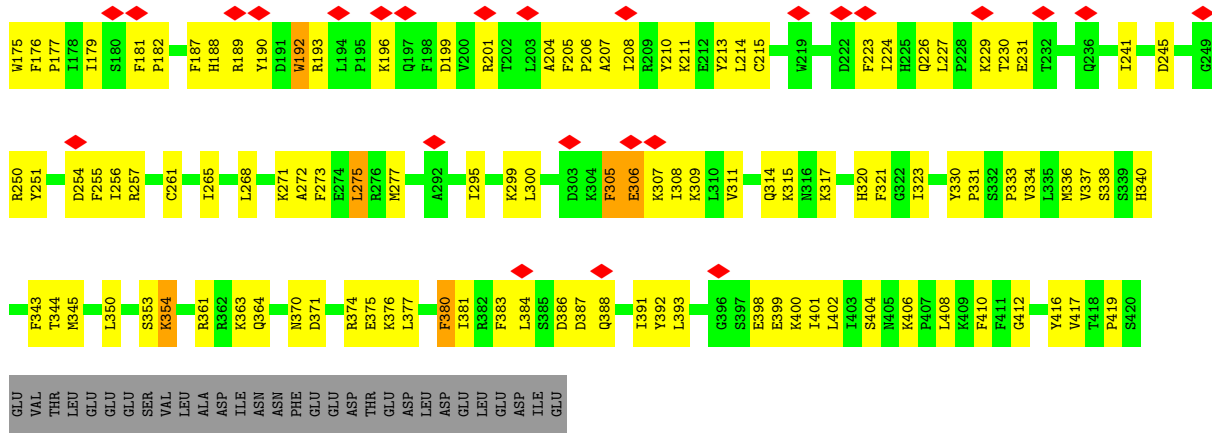 W175 F176 P177 I178 I179 S180 F181 P182 F187 H188 R189 Y190 D191 W192 R193 L194 P195 K196 Q197 F198 D199 V200 R201 T202 L203 A204 F205 P206 A207 I208 R209 Y210 K211 E212 Y213 L214 C215 W219 D222 F223 I224 H225 Q226 L227 P228 K229 T230 E231 T232 Q236 I241 D245 G249
R250 Y251 D254 F255 I256 R257 C261 I265 L268 K271 A272 F273 E274 L275 R276 M277 A292 I295 K299 L300 D303 K304 F305 E306 K307 I308 K309 L310 V311 Q314 K315 N316 K317 H320 F321 G322 I323 Y330 P331 S332 P333 V334 L335 M336 V337 S338 S339 H340
F343 T344 M345 L350 S353 K354 R361 R362 K363 Q364 N370 D371 R374 E375 K376 L377 F380 I381 R382 F383 L384 S385 D386 D387 Q388 I391 Y392 L393 G396 S397 E398 E399 K400 I401 L402 I403 S404 N405 K406 P407 L408 K409 F410 F411 G412 Y416 V417 T418 P419 S420
GLU VAL THR LEU GLU GLU GLU SER VAL LEU ALA ASP ILE ASN ASN PHE GLU GLU ASP THR GLU ASP LEU ASP GLU LEU GLU ASP ILE GLU